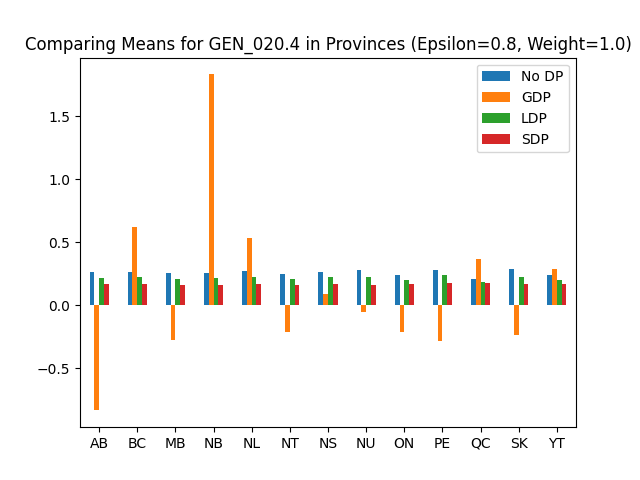 Comparing Means for GEN_020.4 in Provinces (Epsilon=0.8, Weight=1.0)
No DP
GDP
LDP
SDP
1.5
1.0
0.5
0.0
−0.5
AB BC MB NB NL NT NS NU ON PE QC SK YT